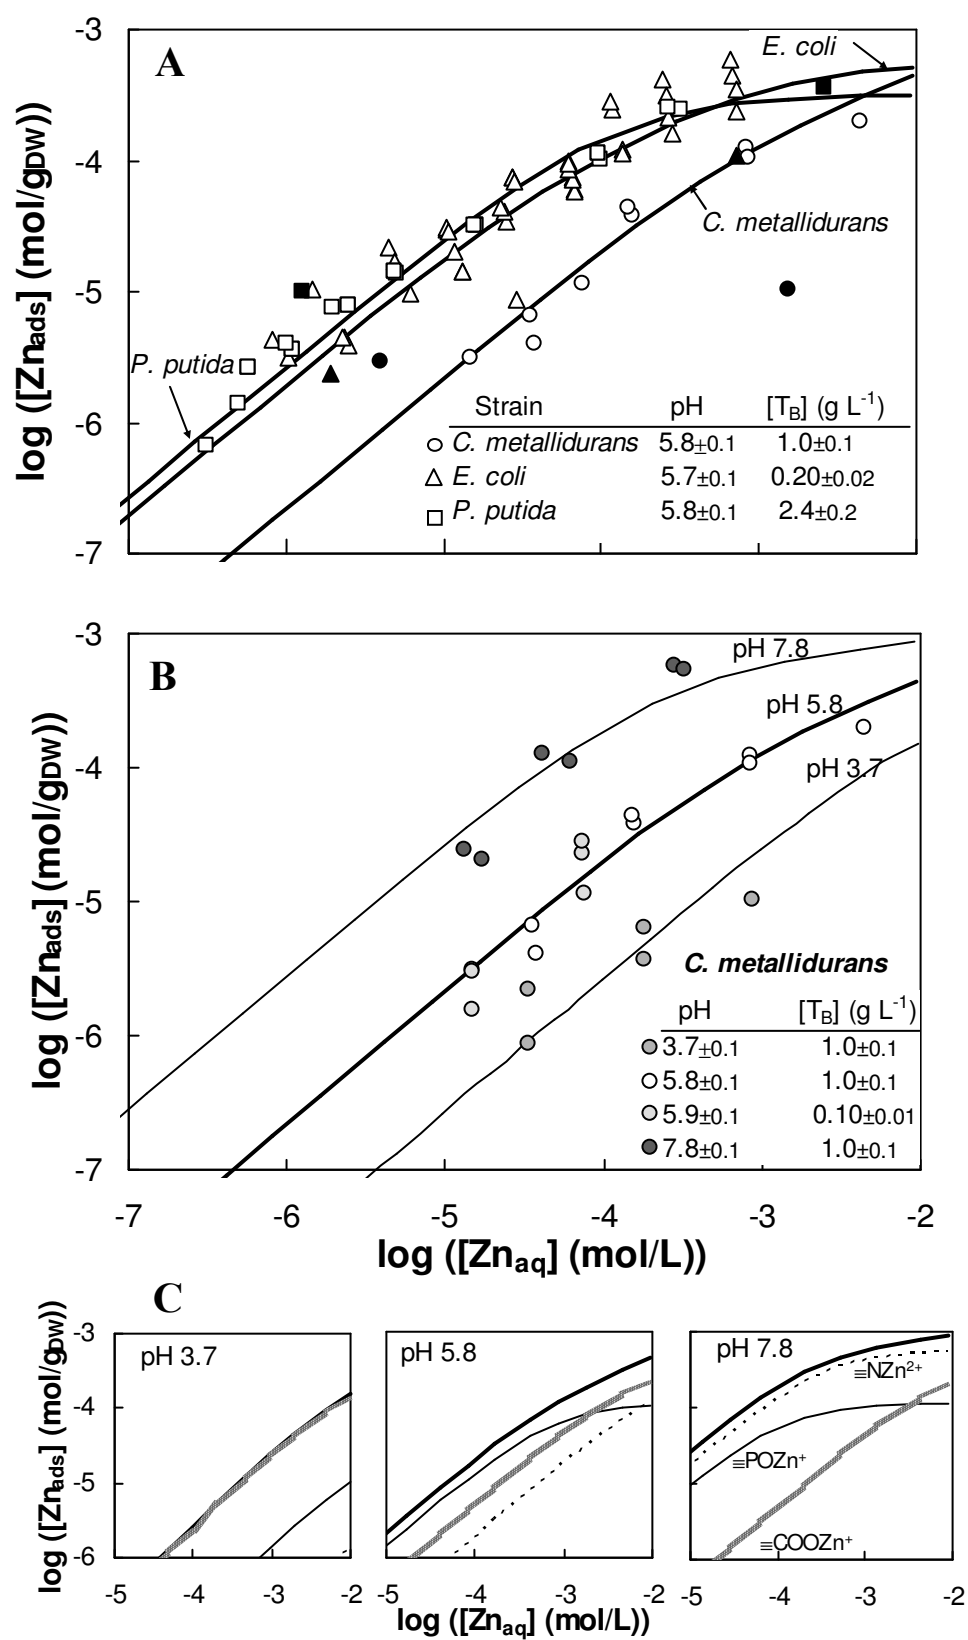 -3
A
E. coli
-4
C. metallidurans
-5
P. putida
Strain pH [TB] (g L-1)
-6
C. metallidurans 5.8±0.1 1.0±0.1
E. coli 5.7±0.1 0.20±0.02
P. putida 5.8±0.1 2.4±0.2
-7
log ([Znads] (mol/gDW))
-3
B
pH 7.8
pH 5.8
-4
pH 3.7
-5
C. metallidurans
pH [TB] (g L-1)
-6
3.7±0.1 1.0±0.1
5.8±0.1 1.0±0.1
5.9±0.1 0.10±0.01
7.8±0.1 1.0±0.1
-7
log ([Znads] (mol/gDW))
-7 -6 -5 -4 -3 -2
log ([Znaq] (mol/L))
C
-3
pH 3.7 pH 5.8 pH 7.8
≡NZn2+
-4
≡POZn+
-5
≡COOZn+
-6
log ([Znads] (mol/gDW))
-5 -4 -3 -2 -5 -4 -3 -2 -5 -4 -3 -2
log ([Znaq] (mol/L))